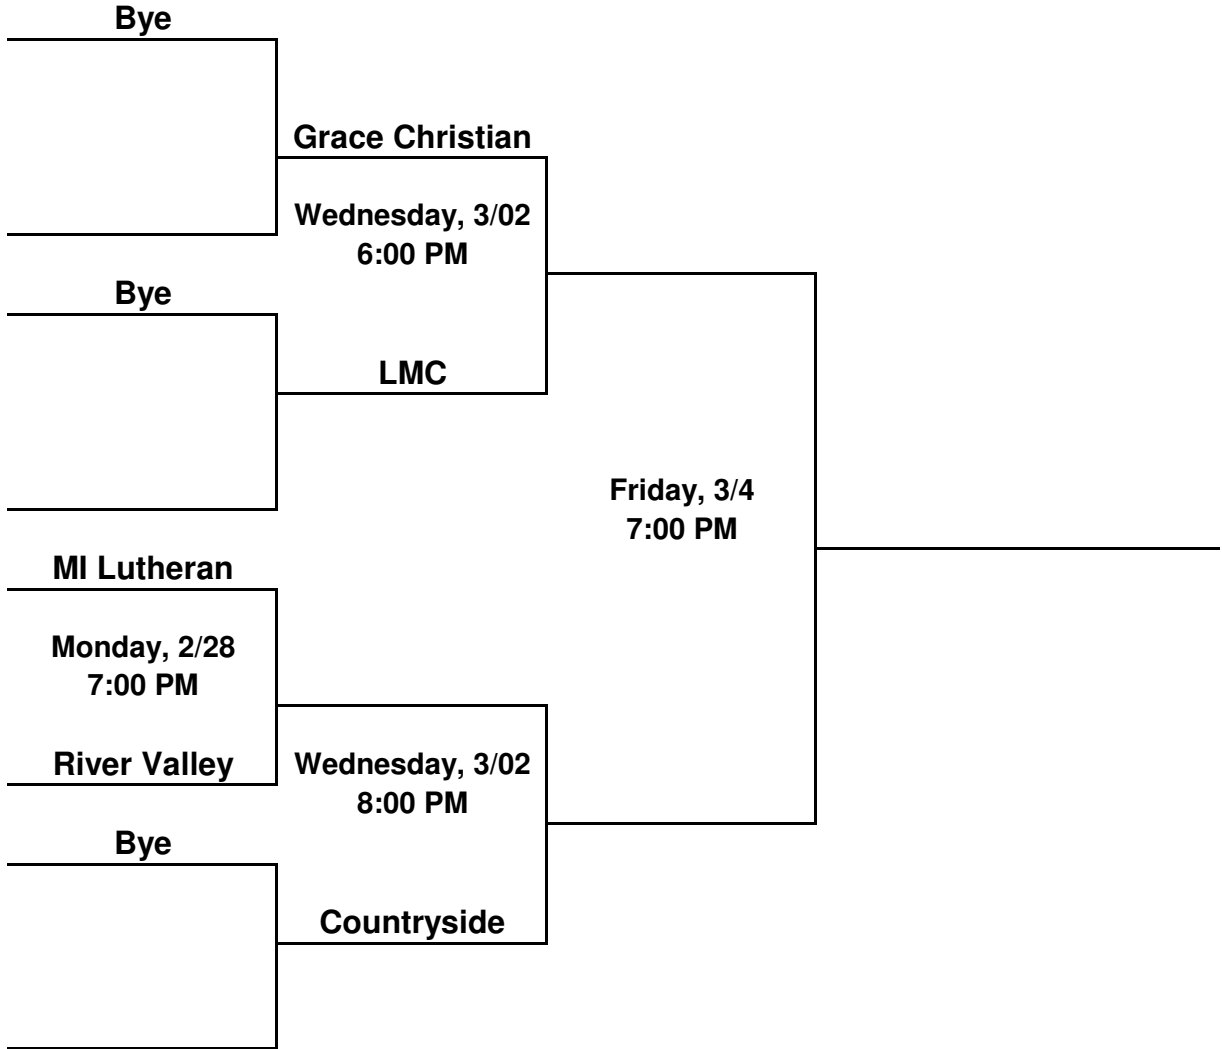 Bye
Grace Christian
Wednesday, 3/02
6:00 PM
Bye
LMC
Friday, 3/4
7:00 PM
MI Lutheran
Monday, 2/28
7:00 PM
River Valley
Wednesday, 3/02
8:00 PM
Bye
Countryside